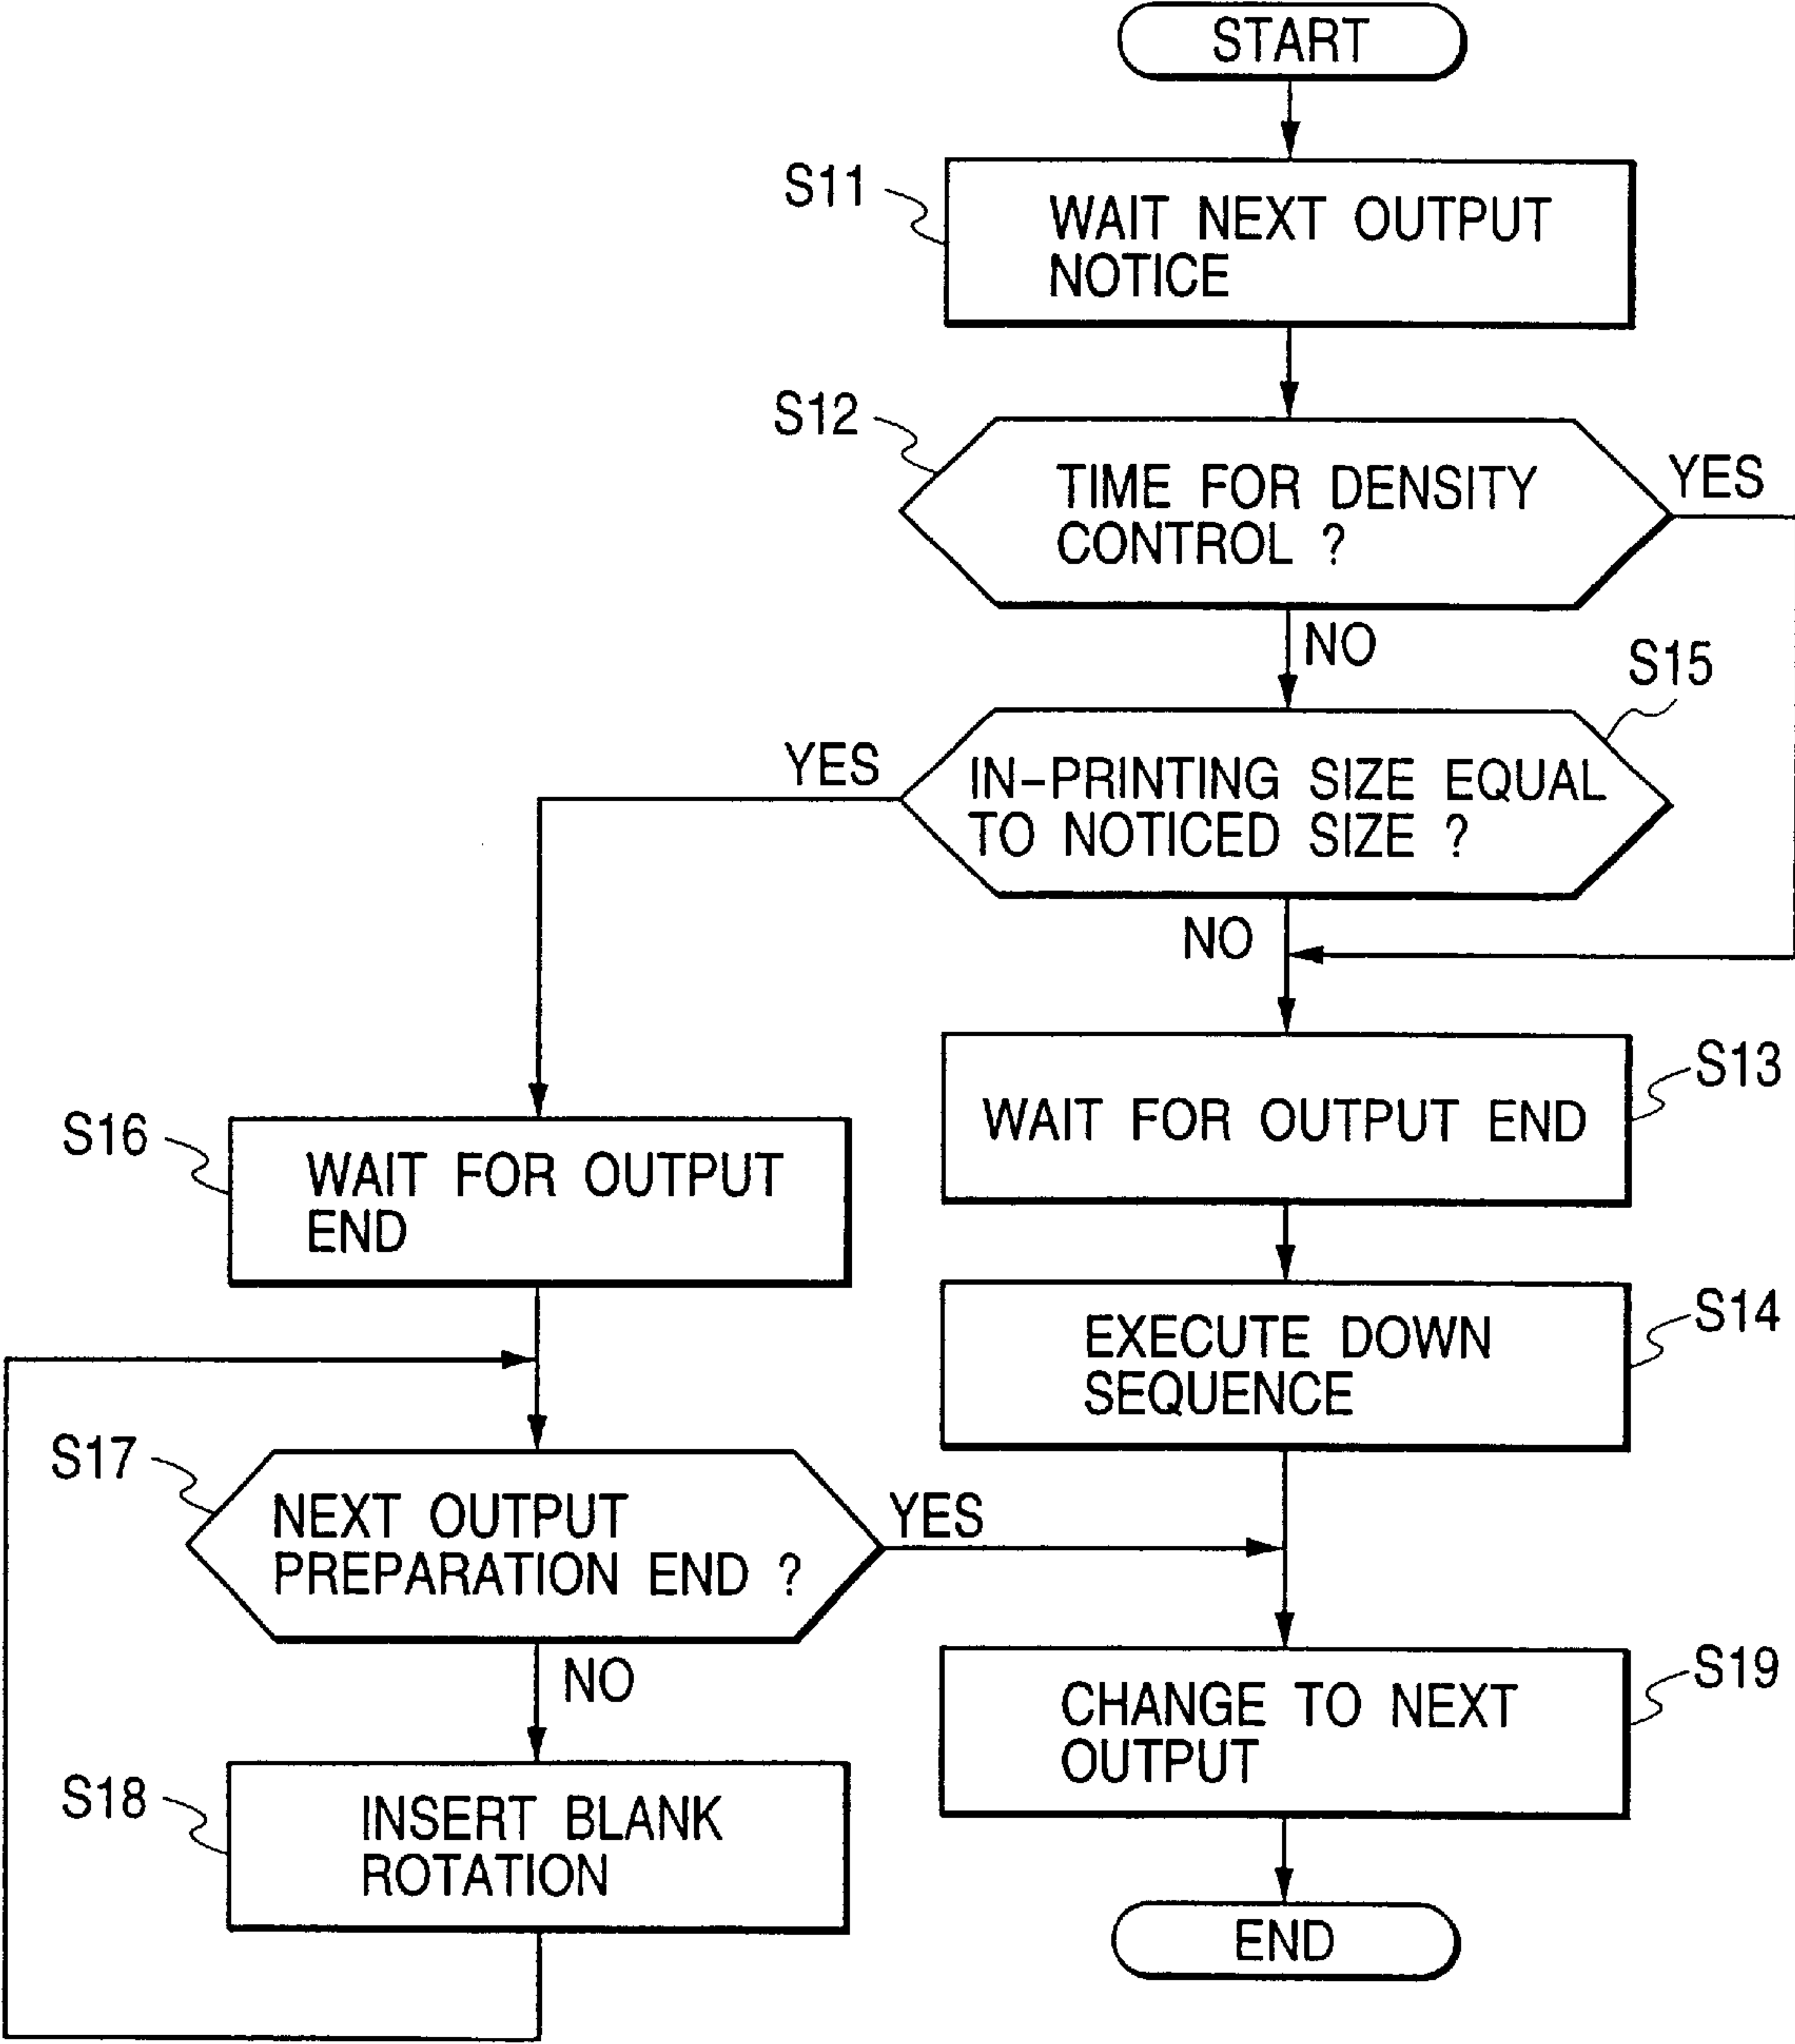 START
S11
WAIT NEXT OUTPUT
NOTICE
S12
TIME FOR DENSITY
CONTROL ?
YES
NO
S15
IN-PRINTING SIZE EQUAL
TO NOTICED SIZE ?
YES
NO
S13
WAIT FOR OUTPUT END
S16
WAIT FOR OUTPUT
END
S14
EXECUTE DOWN
SEQUENCE
S17
NEXT OUTPUT
PREPARATION END ?
YES
NO
S19
CHANGE TO NEXT
OUTPUT
S18
INSERT BLANK
ROTATION
END